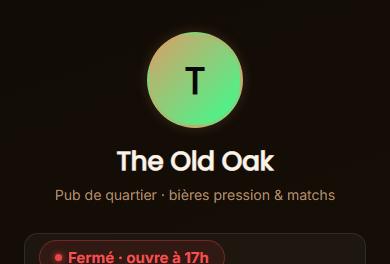 T
The Old Oak
Pub de quartier · bières pression & matchs
Fermé · ouvre à 17h